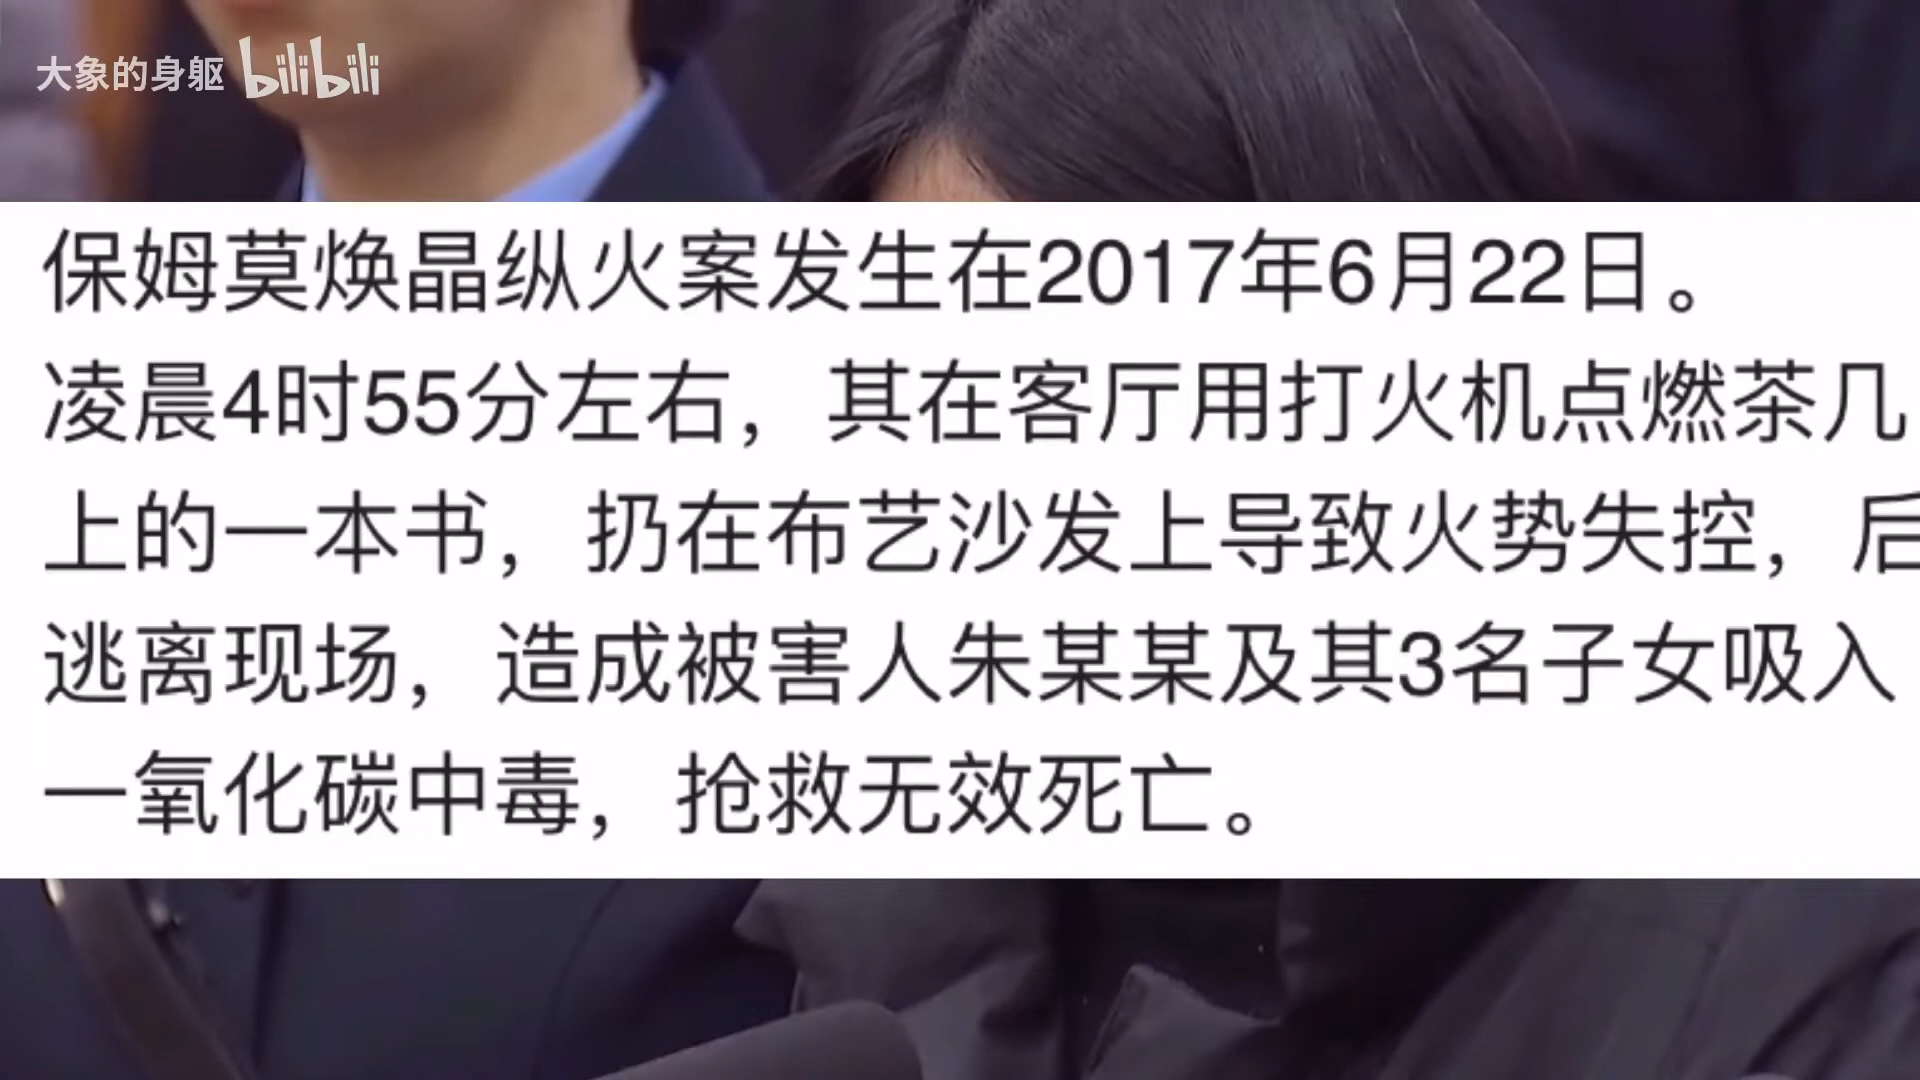 大象的身躯 bilibili
保姆莫焕晶纵火案发生在2017年6月22日。
凌晨4时55分左右，其在客厅用打火机点燃茶几
上的一本书，扔在布艺沙发上导致火势失控，后
逃离现场，造成被害人朱某某及其3名子女吸入
一氧化碳中毒，抢救无效死亡。